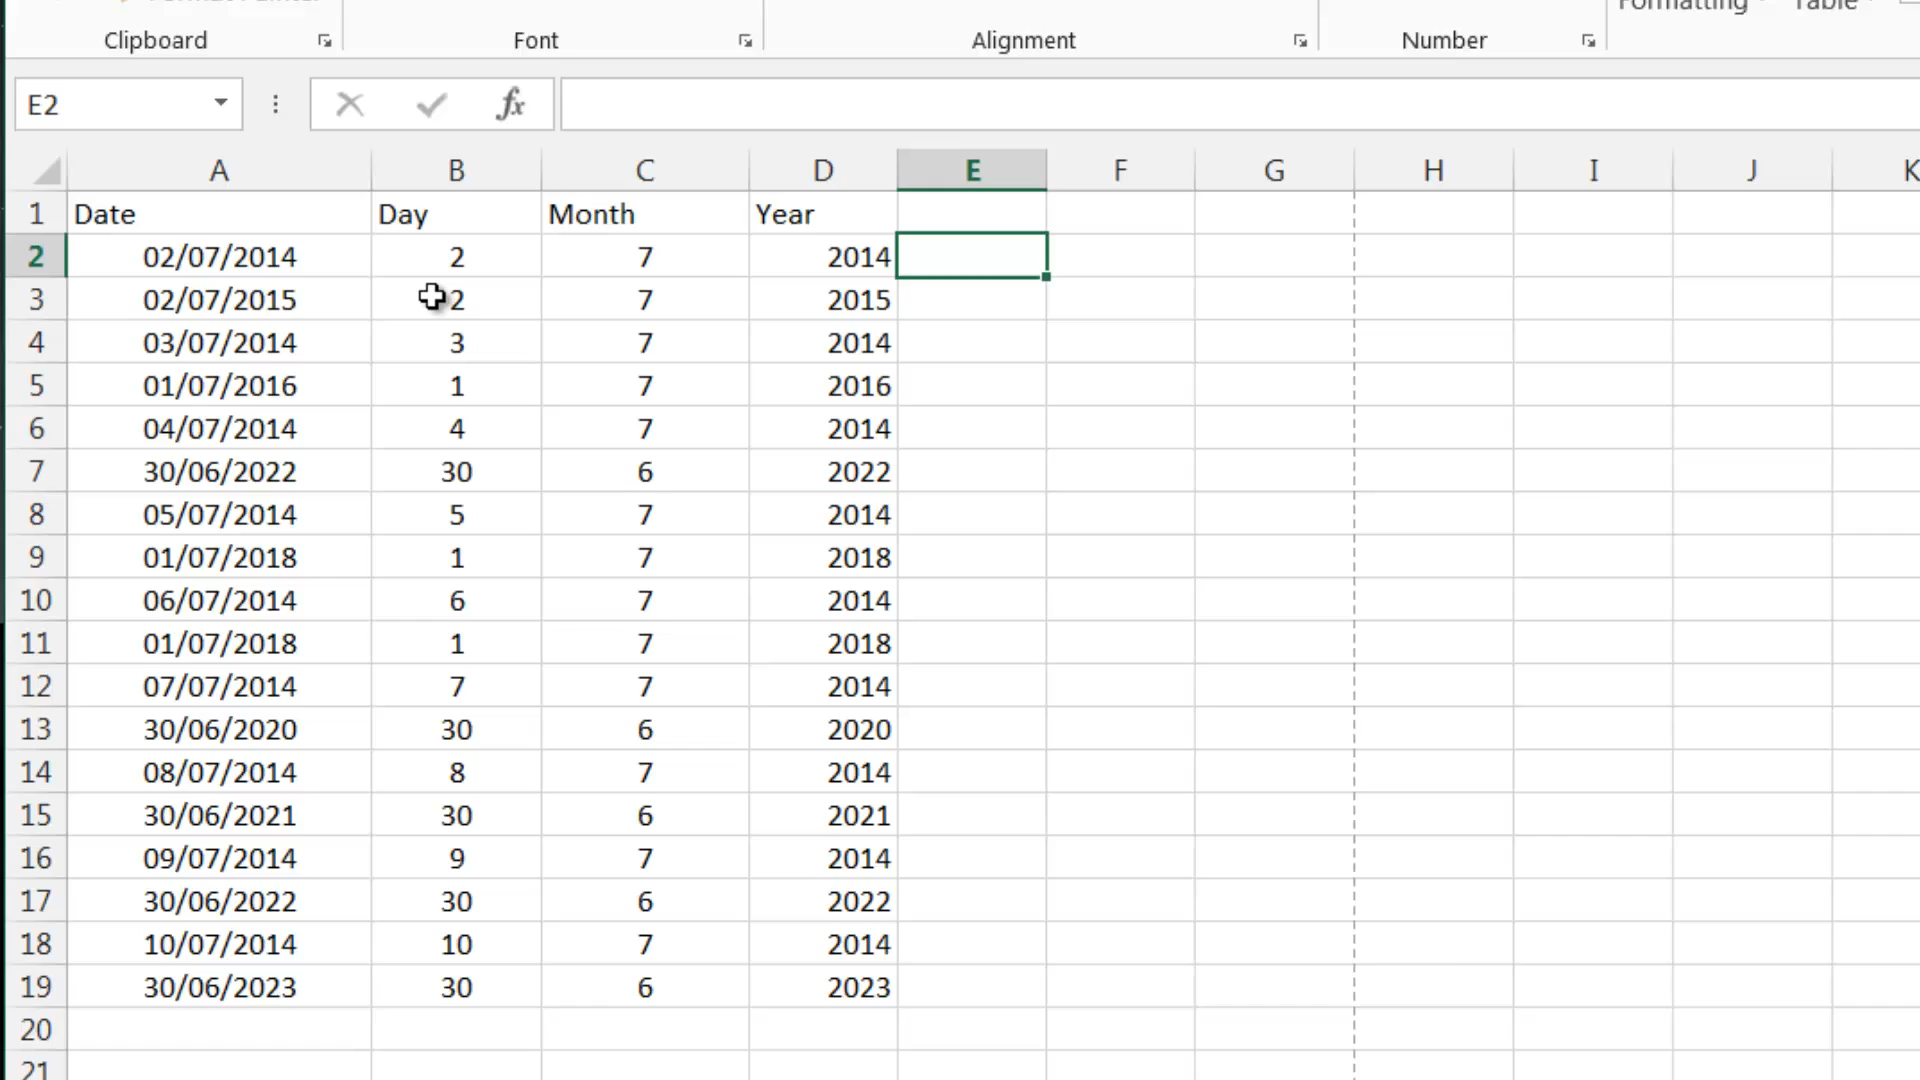 Formatting Table
Clipboard Font Alignment Number
E2 fx
A B C D E F G H I J K
1 Date Day Month Year
2 02/07/2014 2 7 2014
3 02/07/2015 2 7 2015
4 03/07/2014 3 7 2014
5 01/07/2016 1 7 2016
6 04/07/2014 4 7 2014
7 30/06/2022 30 6 2022
8 05/07/2014 5 7 2014
9 01/07/2018 1 7 2018
10 06/07/2014 6 7 2014
11 01/07/2018 1 7 2018
12 07/07/2014 7 7 2014
13 30/06/2020 30 6 2020
14 08/07/2014 8 7 2014
15 30/06/2021 30 6 2021
16 09/07/2014 9 7 2014
17 30/06/2022 30 6 2022
18 10/07/2014 10 7 2014
19 30/06/2023 30 6 2023
20
21